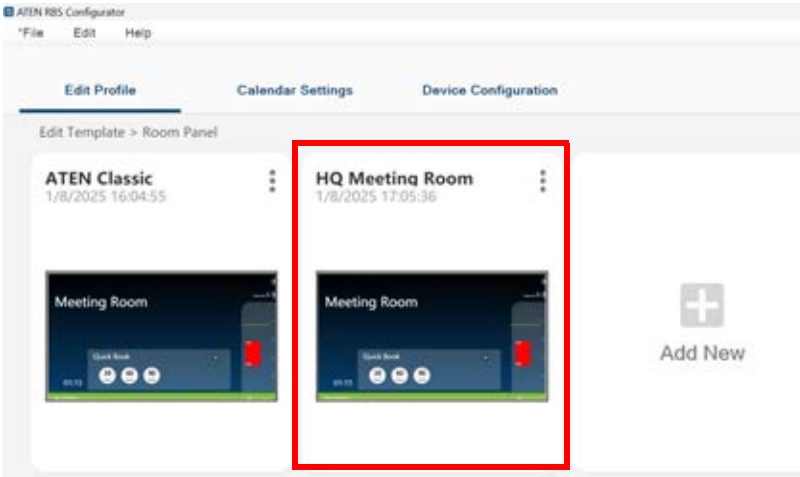 ATEN RBS Configurator
*File Edit Help
Edit Profile Calendar Settings Device Configuration
Edit Template > Room Panel
ATEN Classic
1/8/2025 16:04:55
HQ Meeting Room
1/8/2025 17:05:36
Meeting Room
Quick Book
Meeting Room
Quick Book
Add New